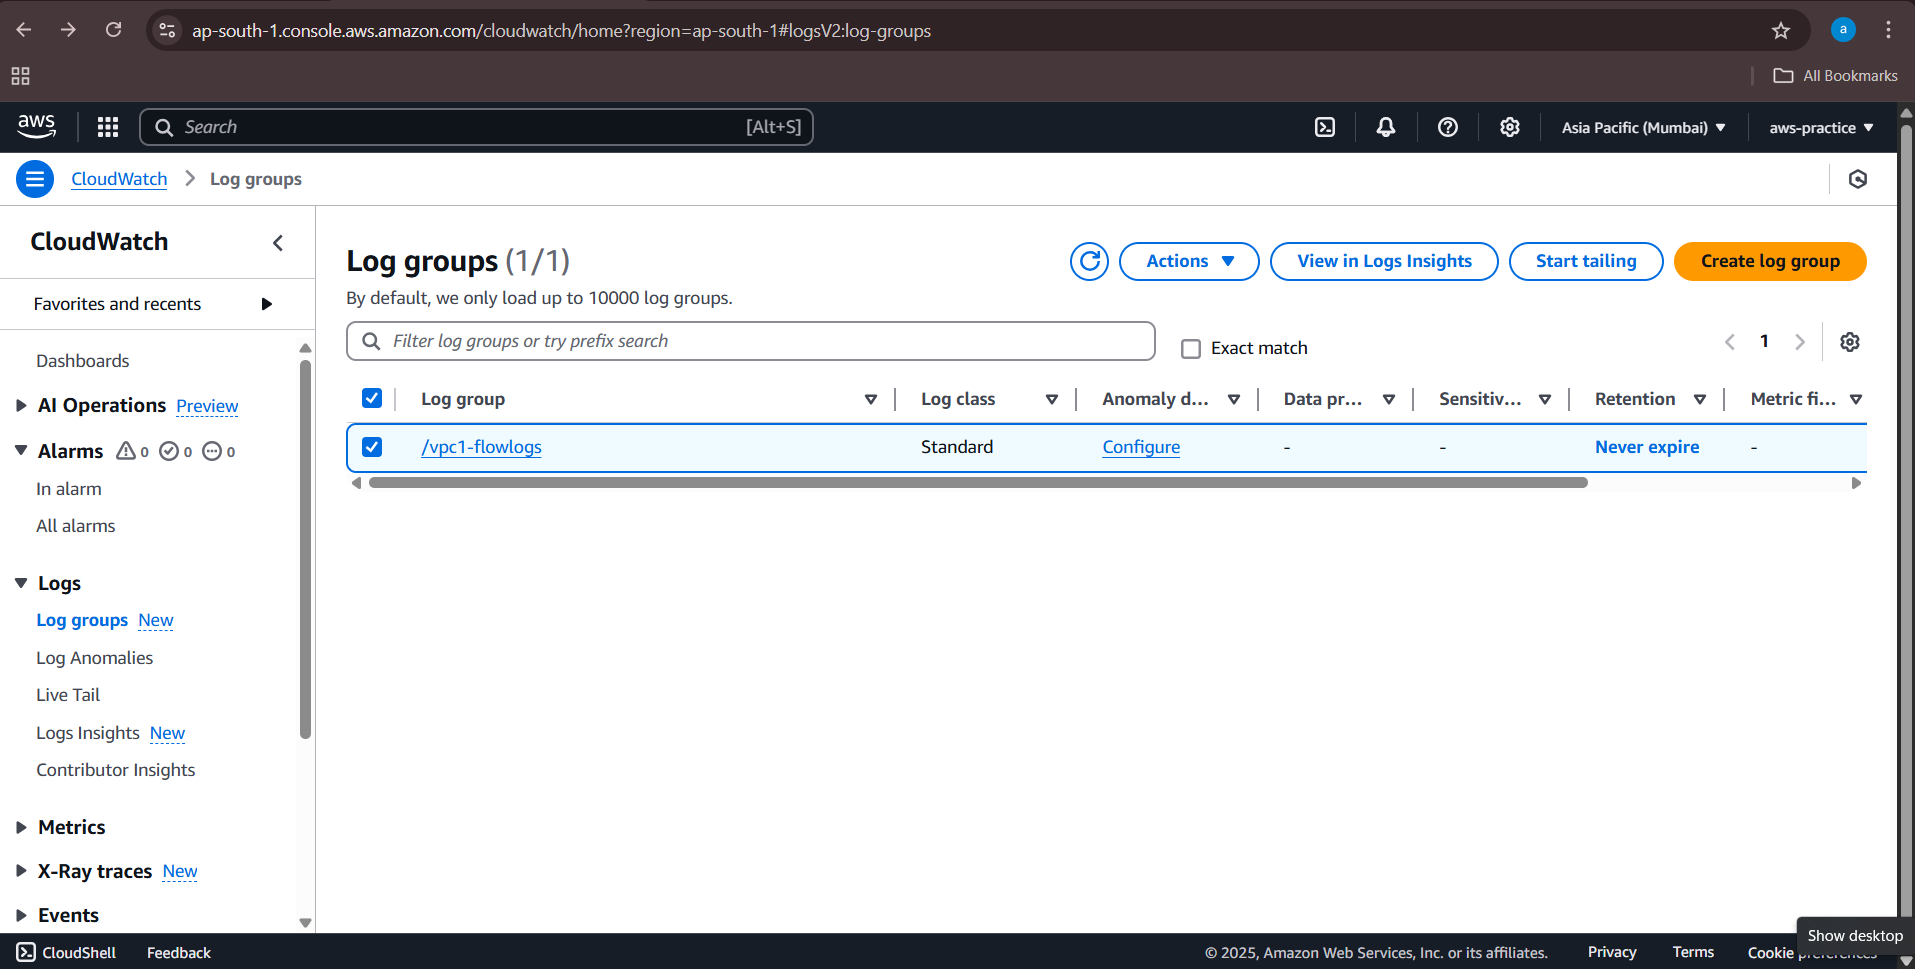 ap-south-1.console.aws.amazon.com/cloudwatch/home?region=ap-south-1#logsV2:log-groups
a
All Bookmarks
aws
Search
[Alt+S]
Asia Pacific (Mumbai)
aws-practice
CloudWatch
Log groups
CloudWatch
Favorites and recents
Dashboards
AI Operations Preview
Alarms 0 0 0
In alarm
All alarms
Logs
Log groups New
Log Anomalies
Live Tail
Logs Insights New
Contributor Insights
Metrics
X-Ray traces New
Events
Log groups (1/1)
Actions
View in Logs Insights
Start tailing
Create log group
By default, we only load up to 10000 log groups.
Filter log groups or try prefix search
Exact match
1
Log group
Log class
Anomaly d...
Data pr...
Sensitiv...
Retention
Metric fi...
/vpc1-flowlogs
Standard
Configure
-
-
Never expire
-
CloudShell
Feedback
© 2025, Amazon Web Services, Inc. or its affiliates.
Privacy
Terms
Cookie
Show desktop